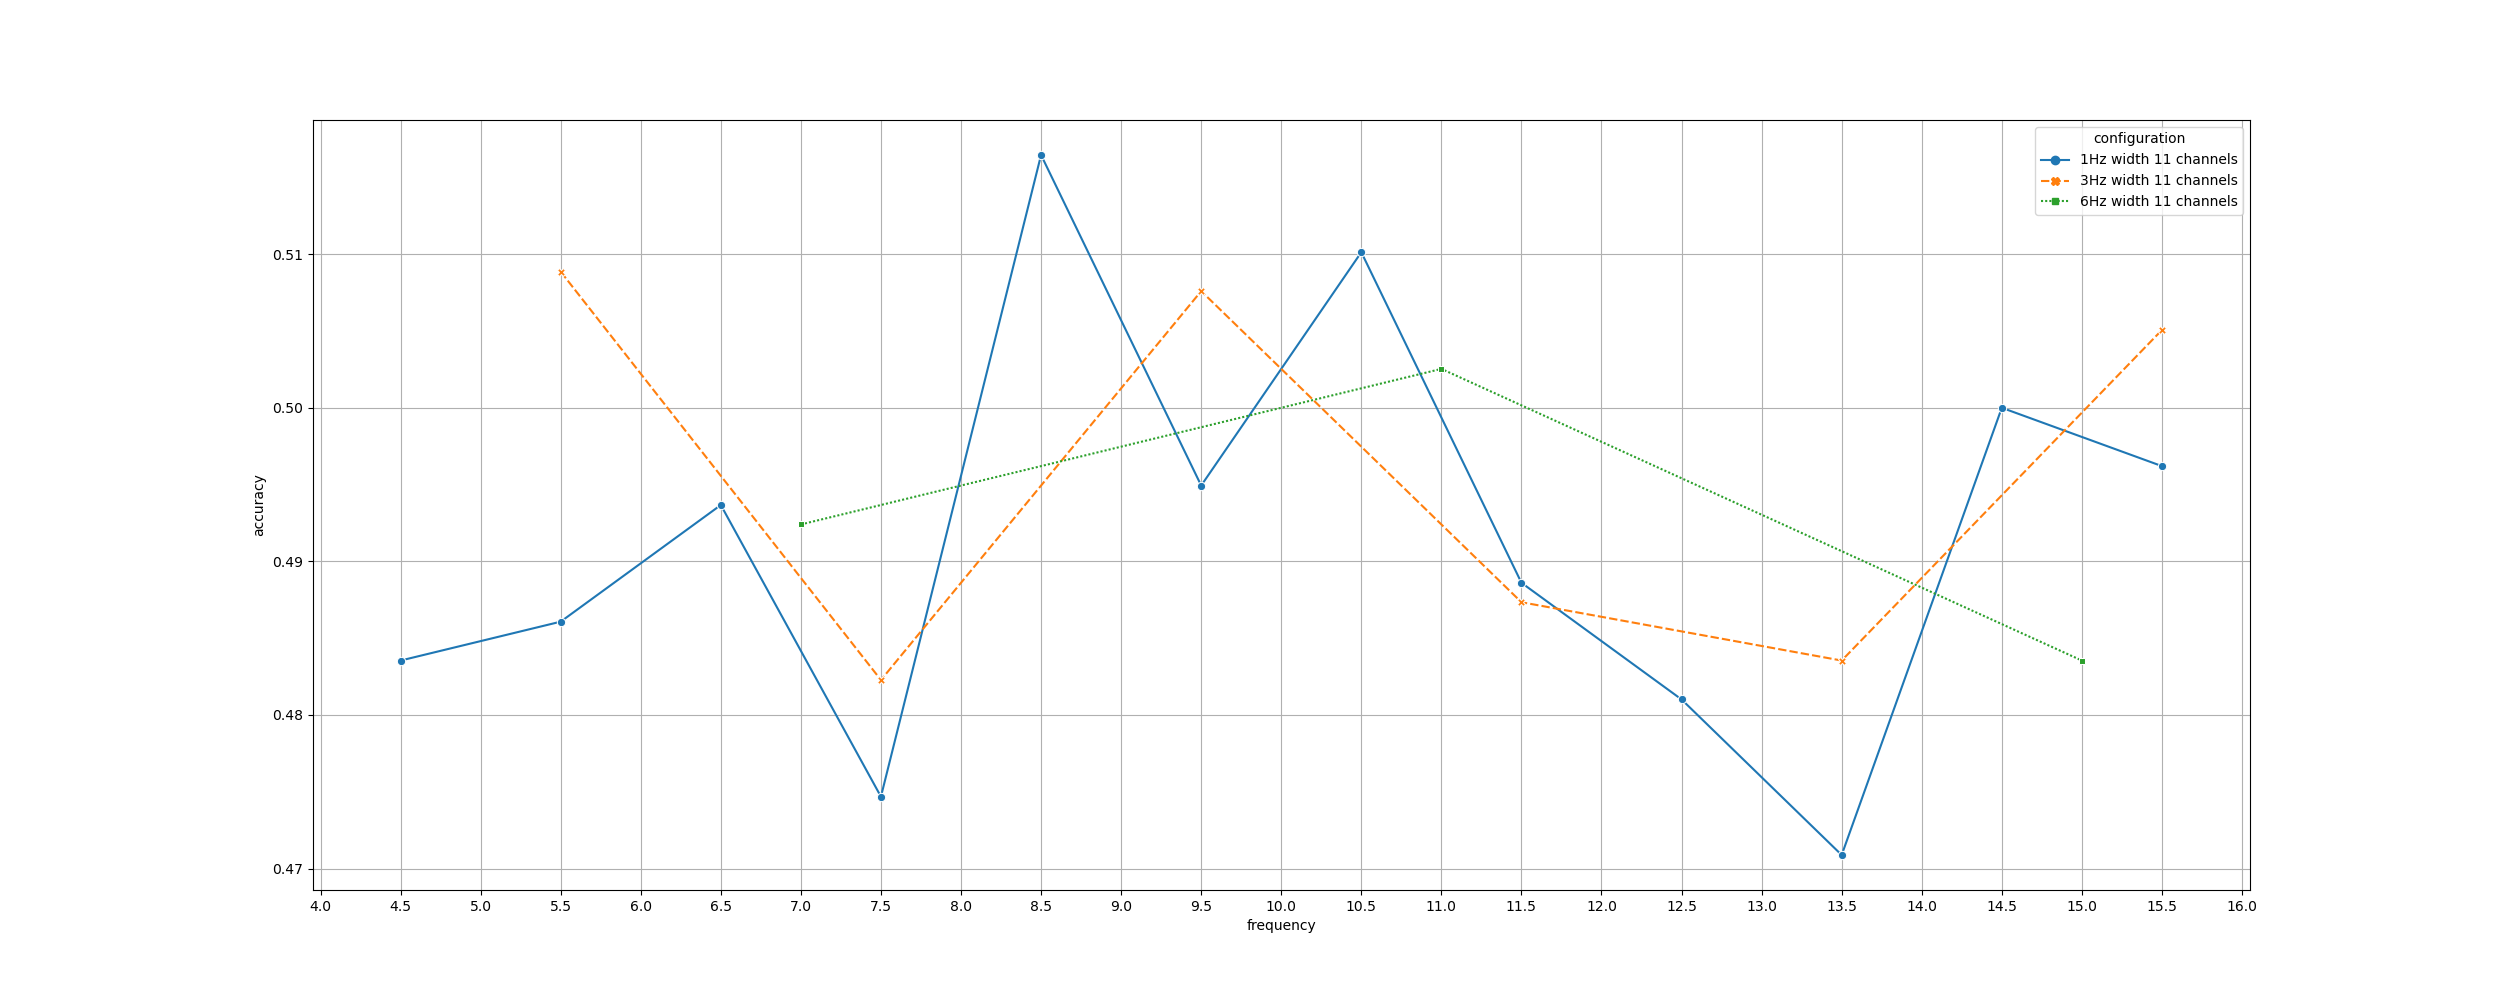 configuration
1Hz width 11 channels
3Hz width 11 channels
6Hz width 11 channels
0.51
0.50
0.49
0.48
0.47
accuracy
4.0 4.5 5.0 5.5 6.0 6.5 7.0 7.5 8.0 8.5 9.0 9.5 10.0 10.5 11.0 11.5 12.0 12.5 13.0 13.5 14.0 14.5 15.0 15.5 16.0
frequency